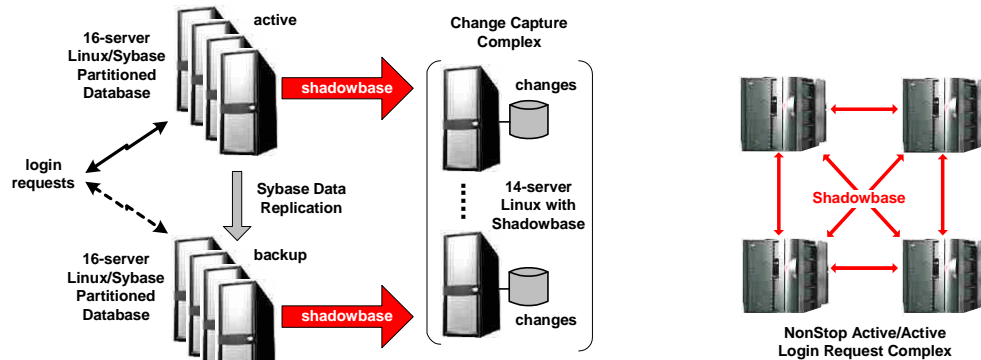 active
16-server
Linux/Sybase
Partitioned
Database
shadowbase
Change Capture
Complex
changes
login
requests
Sybase Data
Replication
14-server
Linux with
Shadowbase
backup
16-server
Linux/Sybase
Partitioned
Database
shadowbase
changes
Shadowbase
NonStop Active/Active
Login Request Complex